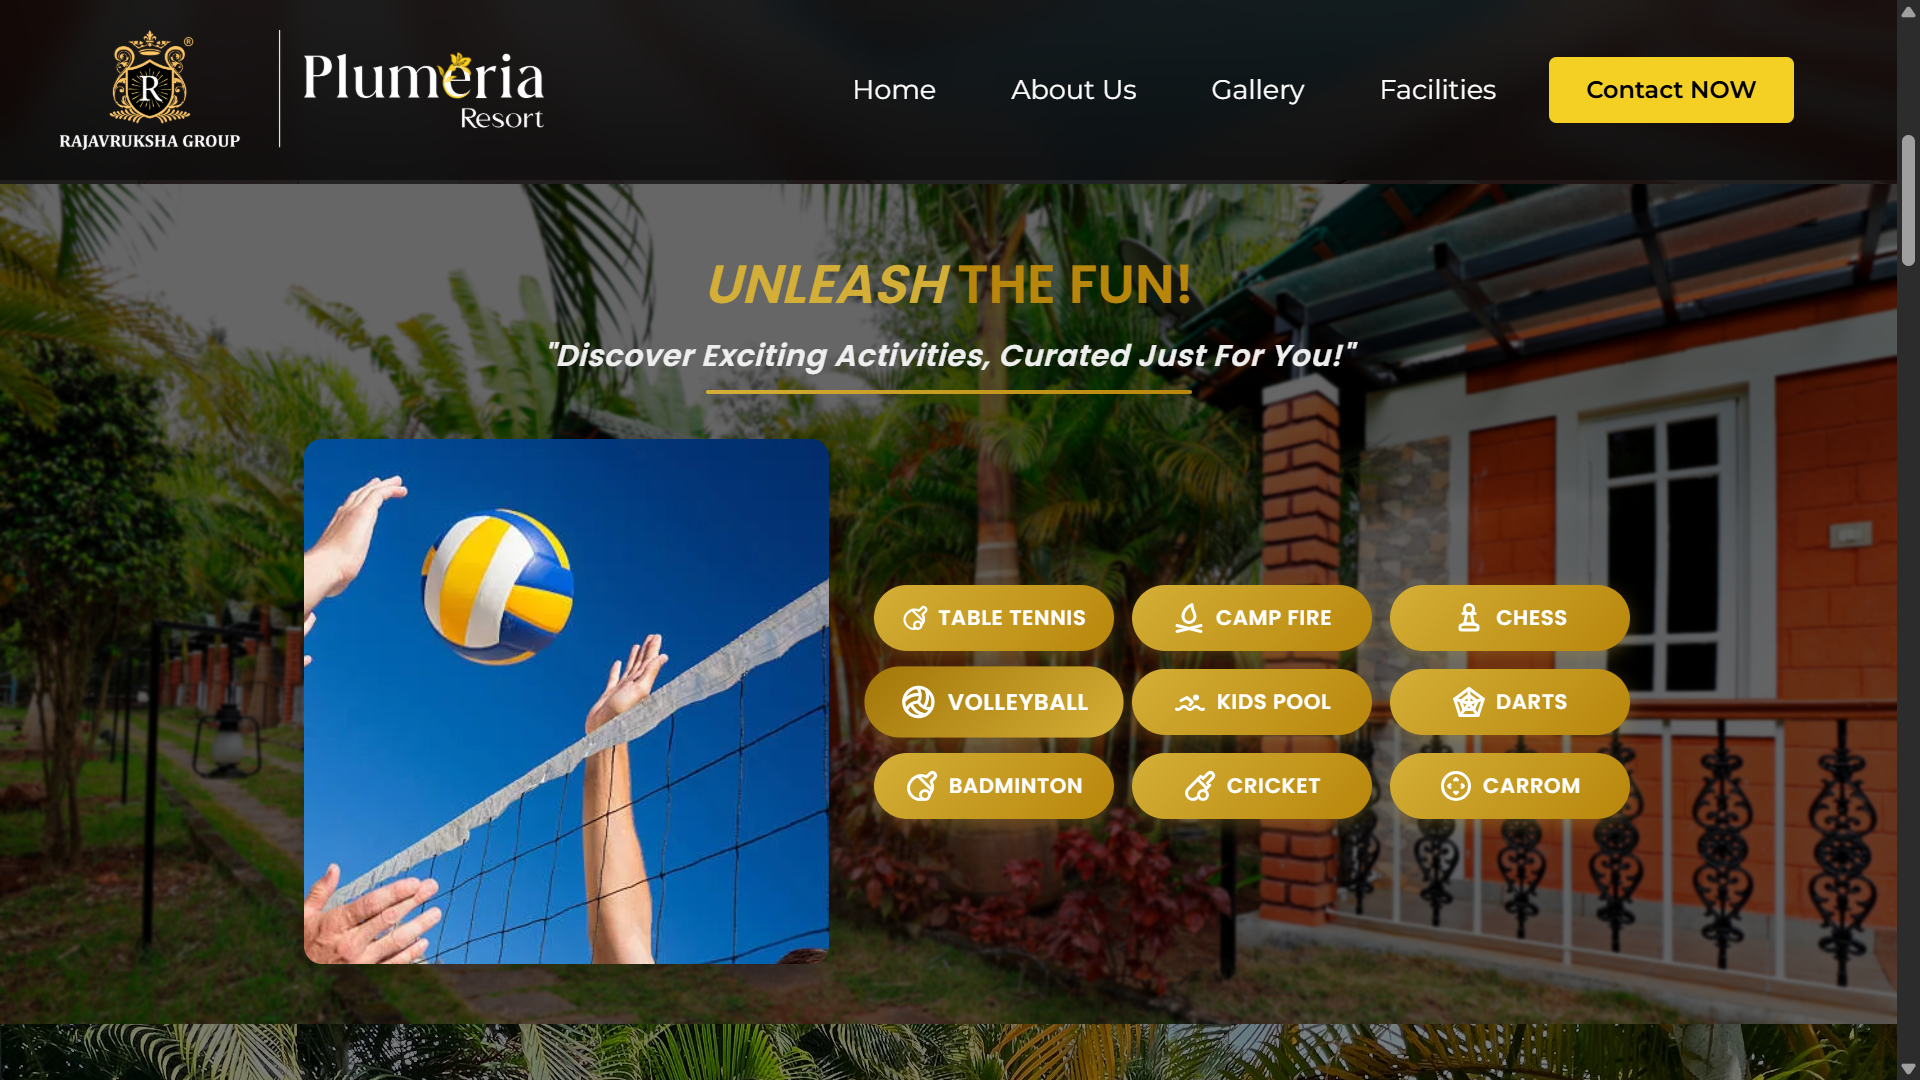 R ®
RAJAVRUKSHA GROUP
Plumeria
Resort
Home About Us Gallery Facilities Contact NOW
UNLEASH THE FUN!
"Discover Exciting Activities, Curated Just For You!"
TABLE TENNIS CAMP FIRE CHESS
VOLLEYBALL KIDS POOL DARTS
BADMINTON CRICKET CARROM